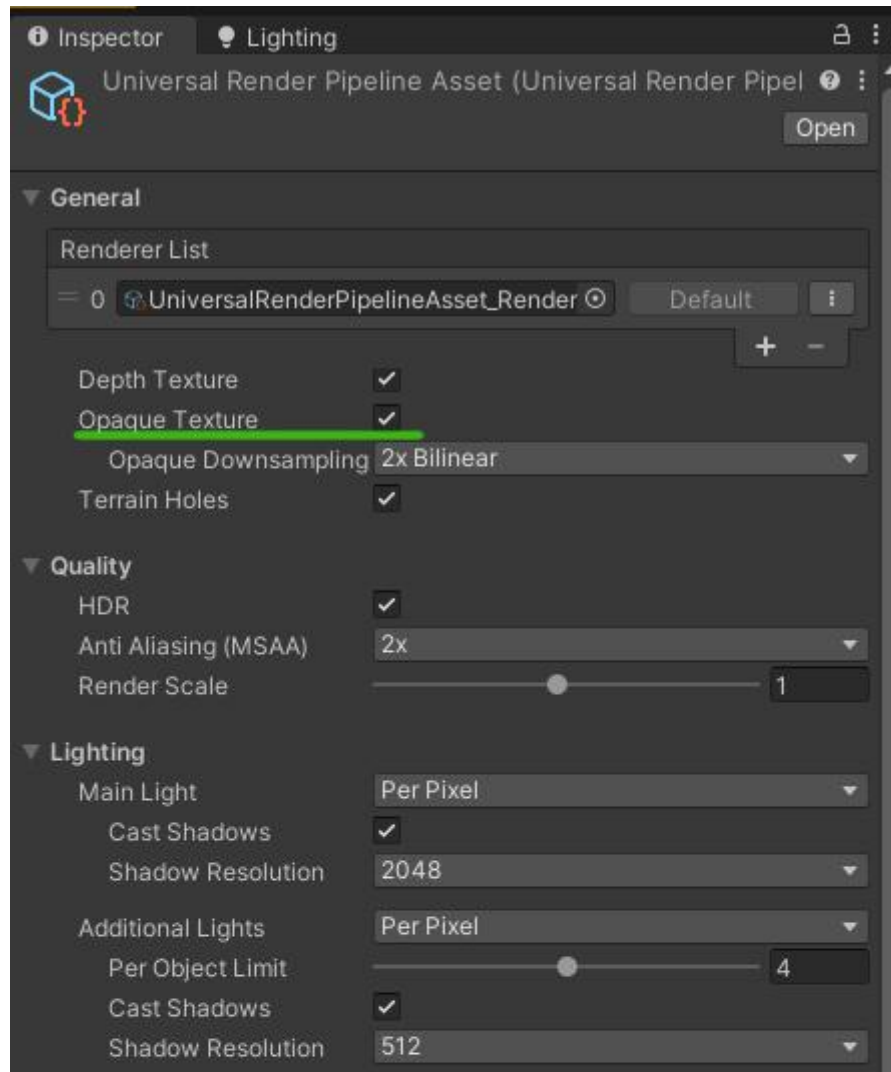 Inspector Lighting
Universal Render Pipeline Asset (Universal Render Pipel
Open
General
Renderer List
0 UniversalRenderPipelineAsset_Render Default
+ -
Depth Texture
Opaque Texture
Opaque Downsampling 2x Bilinear
Terrain Holes
Quality
HDR
Anti Aliasing (MSAA) 2x
Render Scale 1
Lighting
Main Light Per Pixel
Cast Shadows
Shadow Resolution 2048
Additional Lights Per Pixel
Per Object Limit 4
Cast Shadows
Shadow Resolution 512